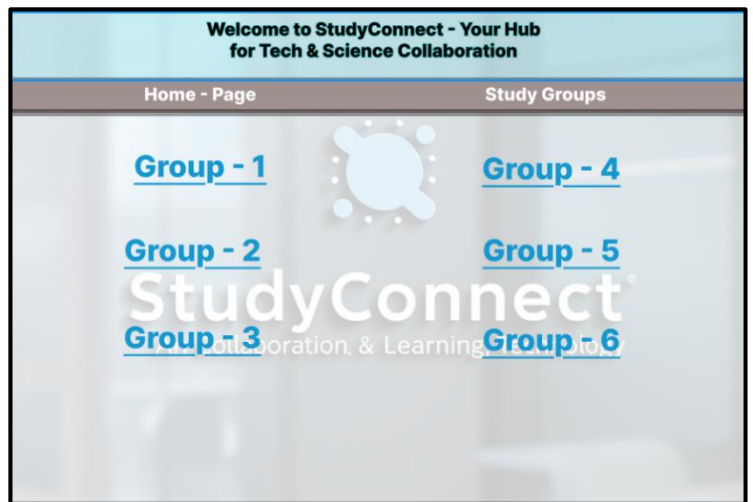 Welcome to StudyConnect - Your Hub
for Tech & Science Collaboration
Home - Page
Study Groups
Group - 1
Group - 4
Group - 2
Group - 5
StudyConnect
Group - 3
Group - 6
& Learning,